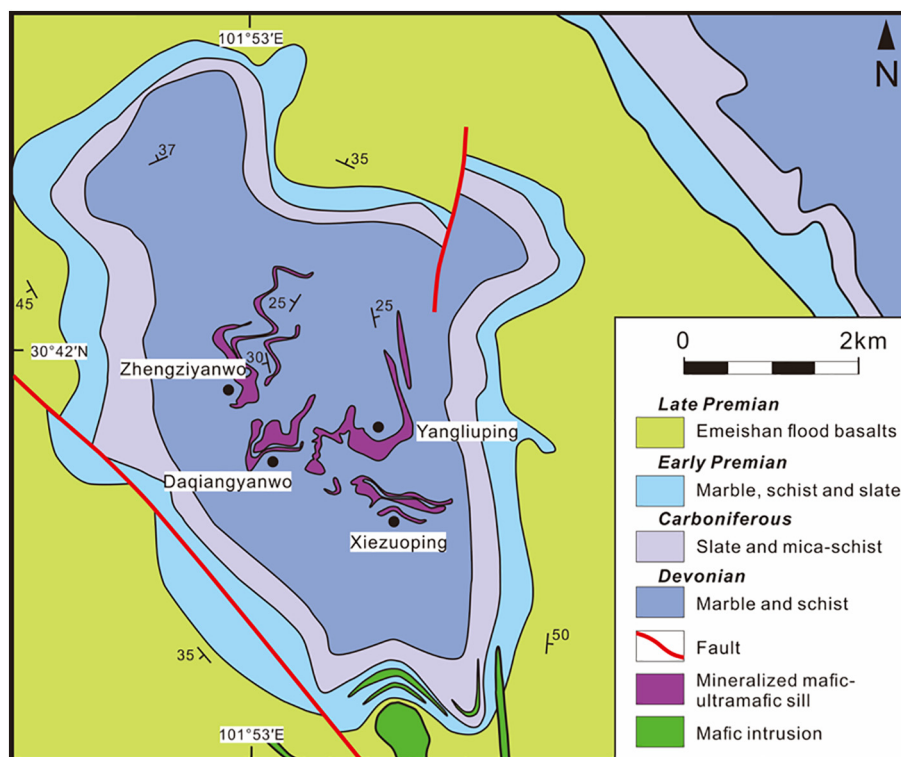 101°53′E
N
37
35
45
25
25
30°42′N
30
Zhengziyanwo
Yangliuping
Daqiangyanwo
Xiezuoping
50
35
101°53′E
0 2km
Late Premian
Emeishan flood basalts
Early Premian
Marble, schist and slate
Carboniferous
Slate and mica-schist
Devonian
Marble and schist
Fault
Mineralized mafic-
ultramafic sill
Mafic intrusion